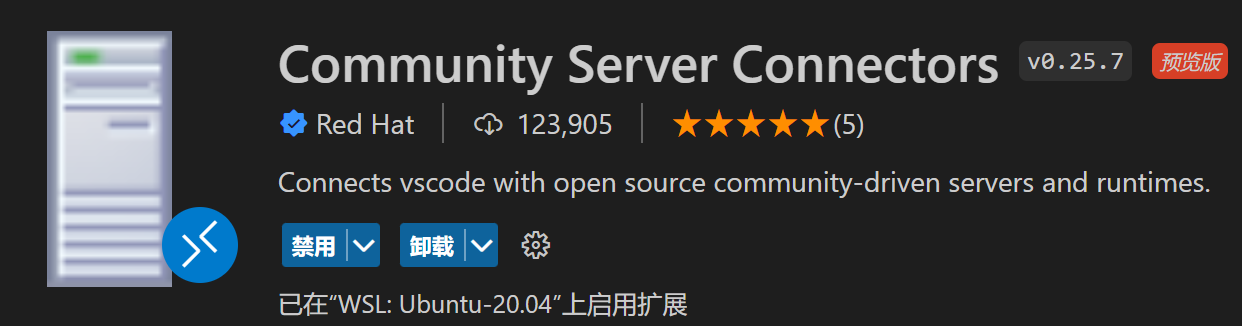 Community Server Connectors v0.25.7 预览版
Red Hat 123,905 (5)
Connects vscode with open source community-driven servers and runtimes.
禁用 卸载
已在“WSL: Ubuntu-20.04”上启用扩展